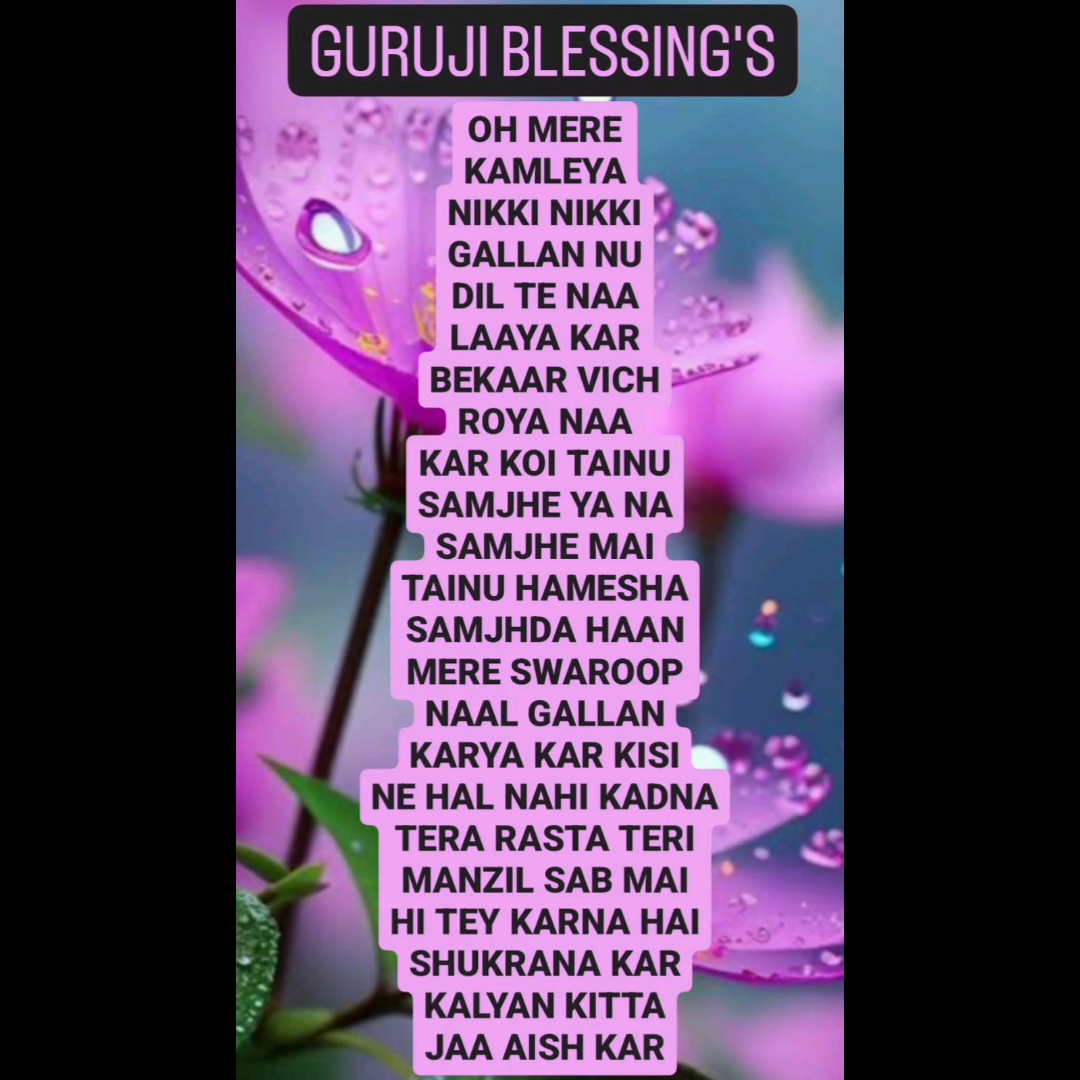 GURUJI BLESSING'S
OH MERE
KAMLEYA
NIKKI NIKKI
GALLAN NU
DIL TE NAA
LAAYA KAR
BEKAAR VICH
ROYA NAA
KAR KOI TAINU
SAMJHE YA NA
SAMJHE MAI
TAINU HAMESHA
SAMJHDA HAAN
MERE SWAROOP
NAAL GALLAN
KARYA KAR KISI
NE HAL NAHI KADNA
TERA RASTA TERI
MANZIL SAB MAI
HI TEY KARNA HAI
SHUKRANA KAR
KALYAN KITTA
JAA AISH KAR